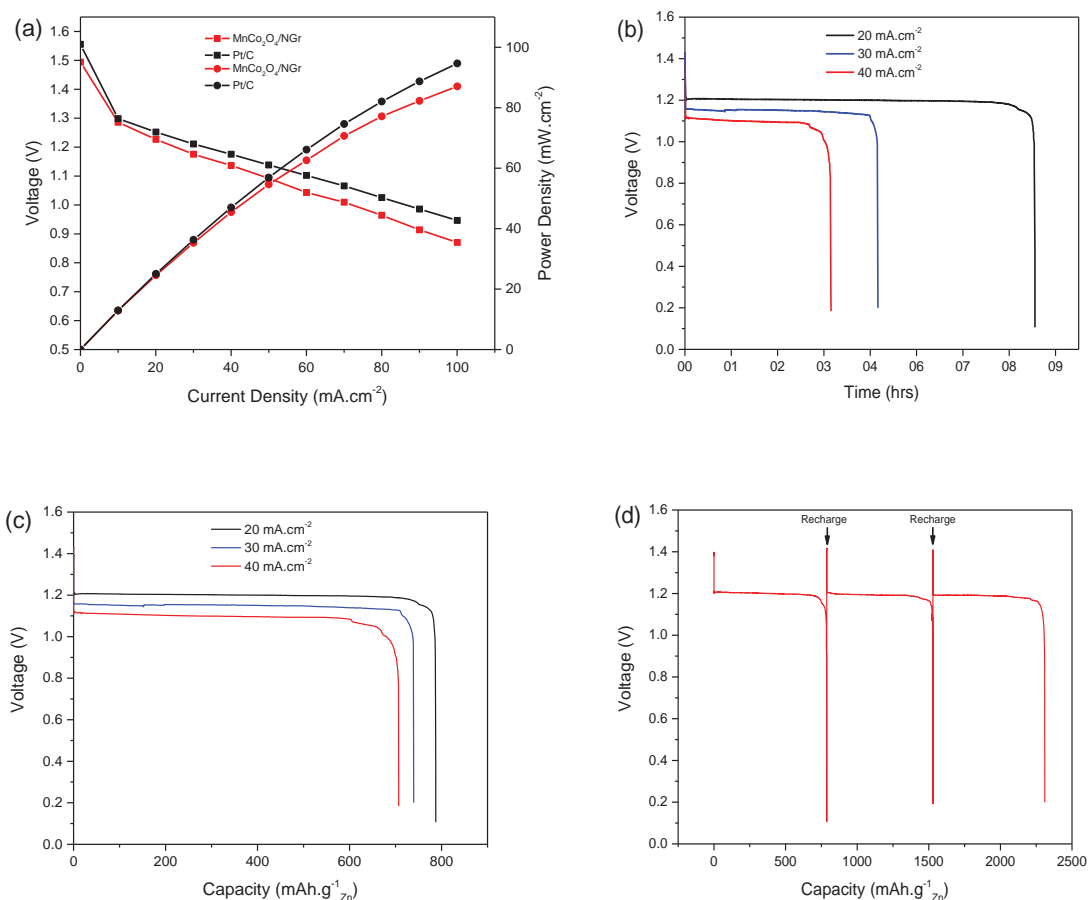 (a)
MnCo₂O₄/NGr
Pt/C
MnCo₂O₄/NGr
Pt/C
1.6
1.5
1.4
1.3
1.2
1.1
1.0
0.9
0.8
0.7
0.6
0.5
Voltage (V)
100
80
60
40
20
0
Power Density (mW.cm⁻²)
0 20 40 60 80 100
Current Density (mA.cm⁻²)
(b)
20 mA.cm⁻²
30 mA.cm⁻²
40 mA.cm⁻²
1.6
1.4
1.2
1.0
0.8
0.6
0.4
0.2
0.0
Voltage (V)
00 01 02 03 04 05 06 07 08 09
Time (hrs)
(c)
20 mA.cm⁻²
30 mA.cm⁻²
40 mA.cm⁻²
1.6
1.4
1.2
1.0
0.8
0.6
0.4
0.2
0.0
Voltage (V)
0 200 400 600 800
Capacity (mAh.g⁻¹Zn)
(d)
Recharge Recharge
1.6
1.4
1.2
1.0
0.8
0.6
0.4
0.2
0.0
Voltage (V)
0 500 1000 1500 2000 2500
Capacity (mAh.g⁻¹Zn)